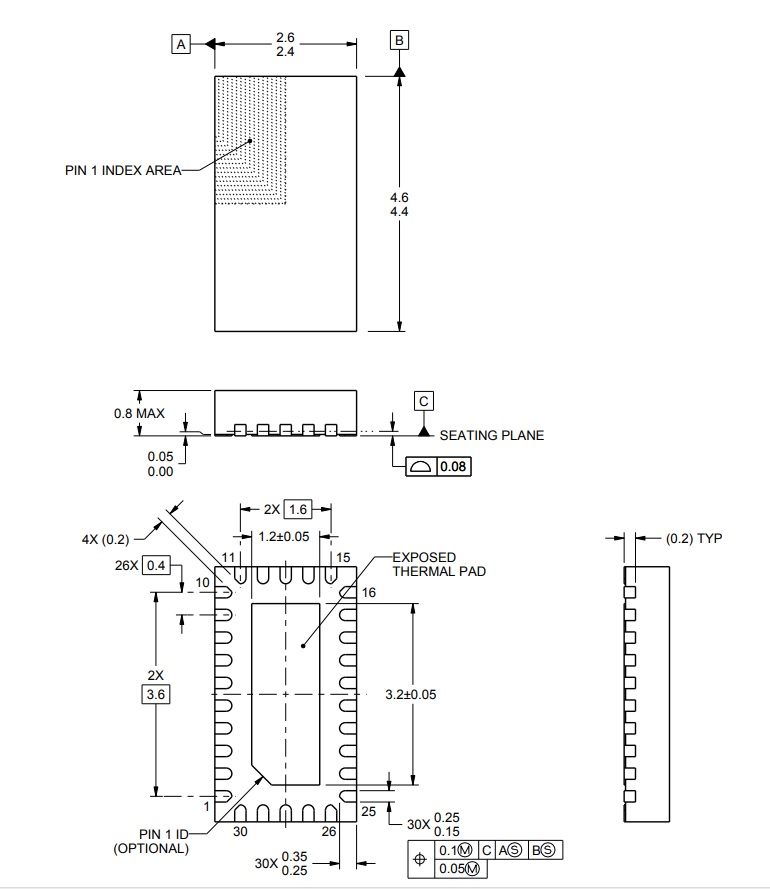 A
2.6
2.4
B
PIN 1 INDEX AREA
4.6
4.4
0.8 MAX
C
SEATING PLANE
0.05
0.00
0.08
2X 1.6
4X (0.2)
1.2±0.05
(0.2) TYP
11
15
EXPOSED
THERMAL PAD
26X 0.4
10
16
2X
3.6
3.2±0.05
1
25
PIN 1 ID
(OPTIONAL)
30
26
30X 0.25
0.15
30X 0.35
0.25
0.1Ⓜ C AⓈ BⓈ
0.05Ⓜ